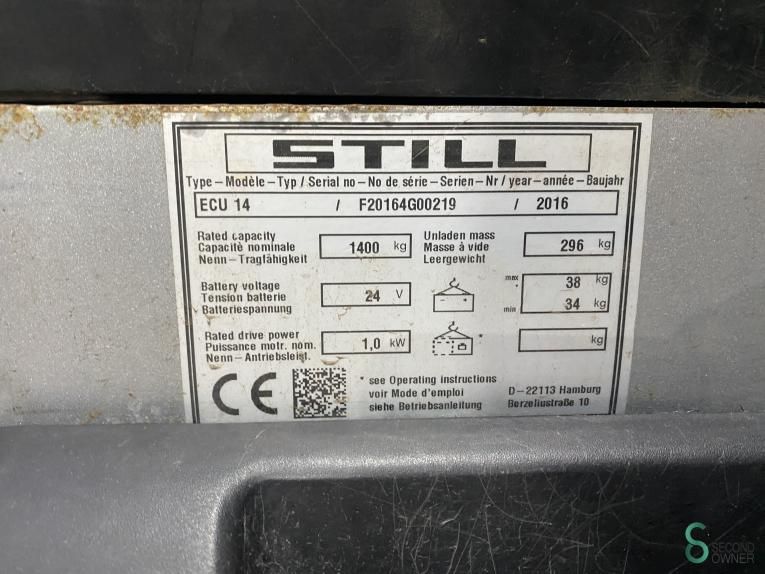 STILL
Type – Modèle – Typ / Serial no – No de série – Serien – Nr / year – année – Baujahr
ECU 14 / F20164G00219 / 2016
Rated capacity
Capacité nominale
Nenn – Tragfähigkeit
1400 kg
Unladen mass
Masse à vide
Leergewicht
296 kg
Battery voltage
Tension batterie
Batteriespannung
24 V
max 38 kg
min 34 kg
Rated drive power
Puissance motr. nom.
Nenn – Antriebsleist.
1,0 kW
*
kg
CE
* see Operating instructions
voir Mode d'emploi
siehe Betriebsanleitung
D – 22113 Hamburg
Berzeliustraße 10
SECOND
OWNER